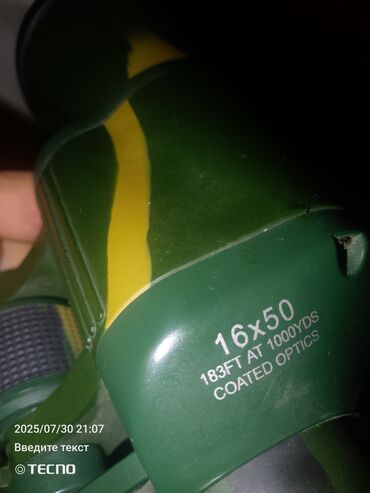 16x50
183FT AT 1000YDS
COATED OPTICS
2025/07/30 21:07
Введите текст
TECNO